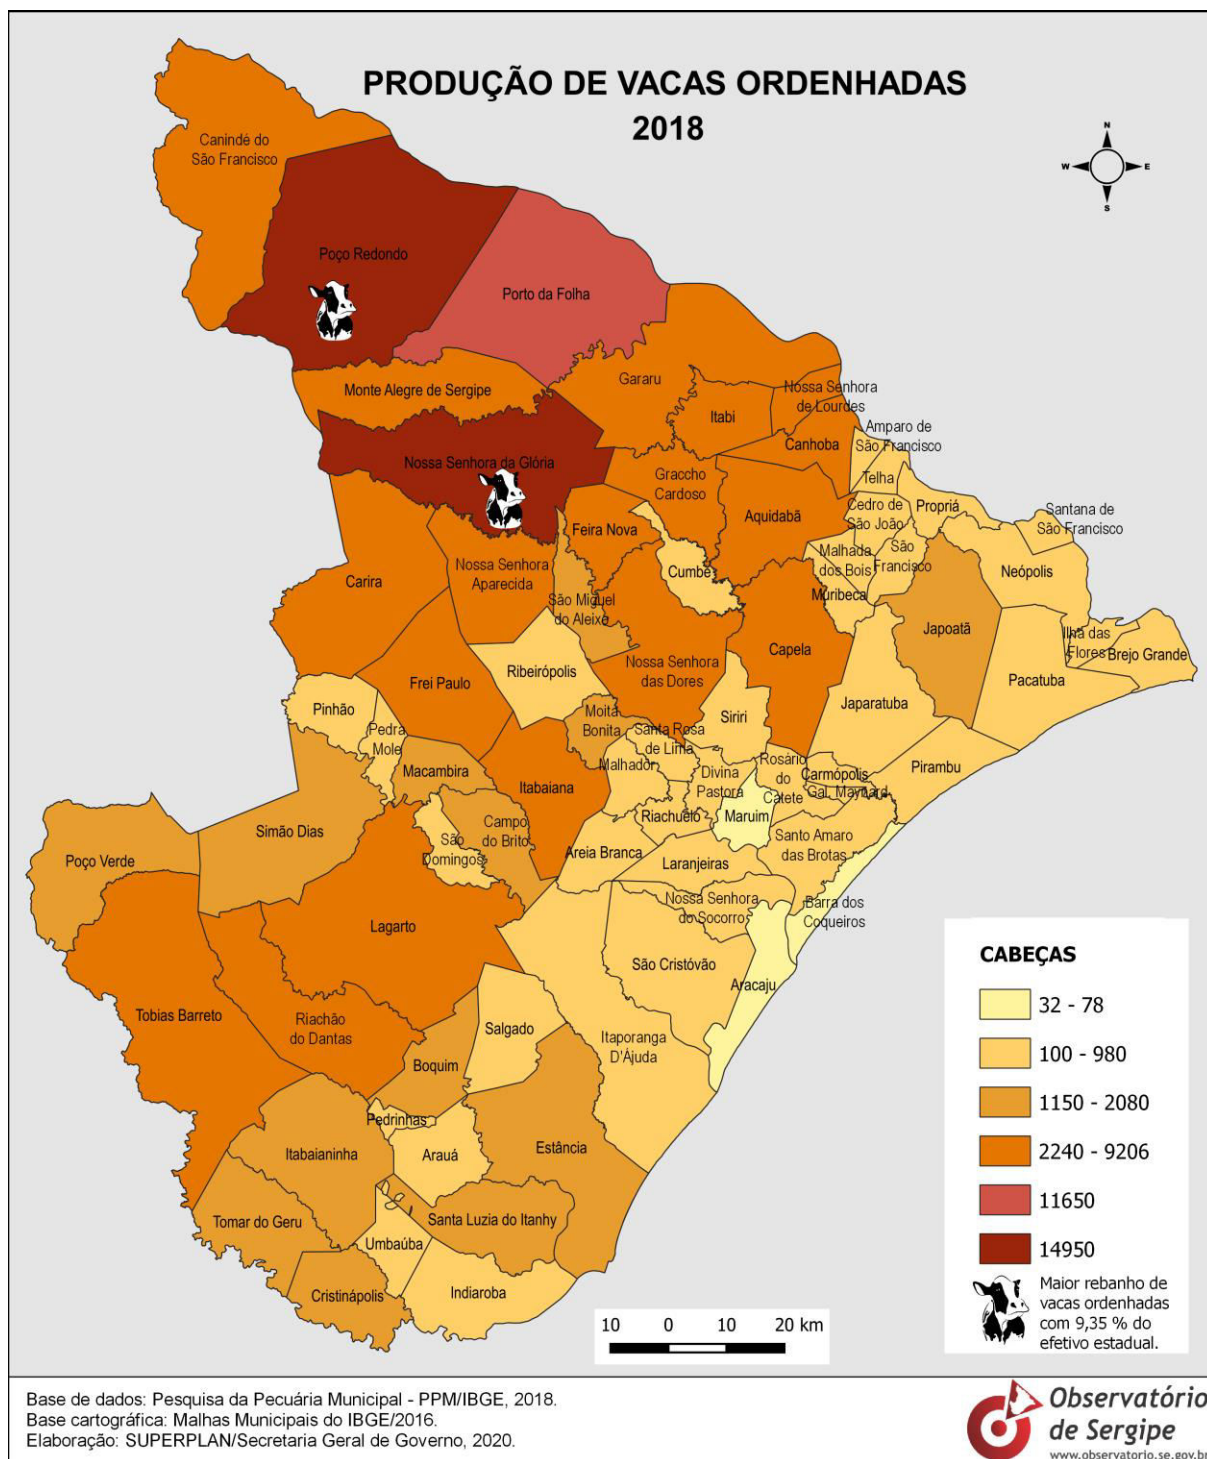 PRODUÇÃO DE VACAS ORDENHADAS
2018
N
W
E
S
Canindé do
São Francisco
Poço Redondo
Porto da Folha
Monte Alegre de Sergipe
Gararu
Itabi
Nossa Senhora
de Lourdes
Canhoba
Amparo de
São Francisco
Telha
Nossa Senhora da Glória
Graccho
Cardoso
Aquidabã
Cedro de
São João
Propriá
Santana de
São Francisco
Feira Nova
Cumbe
Malhada
dos Bois
São
Francisco
Neópolis
Carira
Nossa Senhora
Aparecida
São Miguel
do Aleixo
Muribeca
Japoatã
Ilha das
Flores
Brejo Grande
Ribeirópolis
Nossa Senhora
das Dores
Capela
Pacatuba
Frei Paulo
Pinhão
Pedra
Mole
Moita
Bonita
Siriri
Japaratuba
Santa Rosa
de Lima
Macambira
Itabaiana
Malhador
Divina
Pastora
Rosário
do
Catete
Carmópolis
Gal. Maynard
Pirambu
Simão Dias
São
Domingos
Campo
do Brito
Riachuelo
Maruim
Poço Verde
Areia Branca
Laranjeiras
Santo Amaro
das Brotas
Nossa Senhora
do Socorro
Barra dos
Coqueiros
Lagarto
São Cristóvão
Aracaju
Tobias Barreto
Riachão
do Dantas
Salgado
Itaporanga
D'Ájuda
Boquim
Pedrinhas
Arauá
Estância
Itabaianinha
Tomar do Geru
Santa Luzia do Itanhy
Umbaúba
Cristinápolis
Indiaroba
CABEÇAS
32 - 78
100 - 980
1150 - 2080
2240 - 9206
11650
14950
Maior rebanho de
vacas ordenhadas
com 9,35 % do
efetivo estadual.
10 0 10 20 km
Base de dados: Pesquisa da Pecuária Municipal - PPM/IBGE, 2018.
Base cartográfica: Malhas Municipais do IBGE/2016.
Elaboração: SUPERPLAN/Secretaria Geral de Governo, 2020.
Observatório
de Sergipe
www.observatorio.se.gov.br